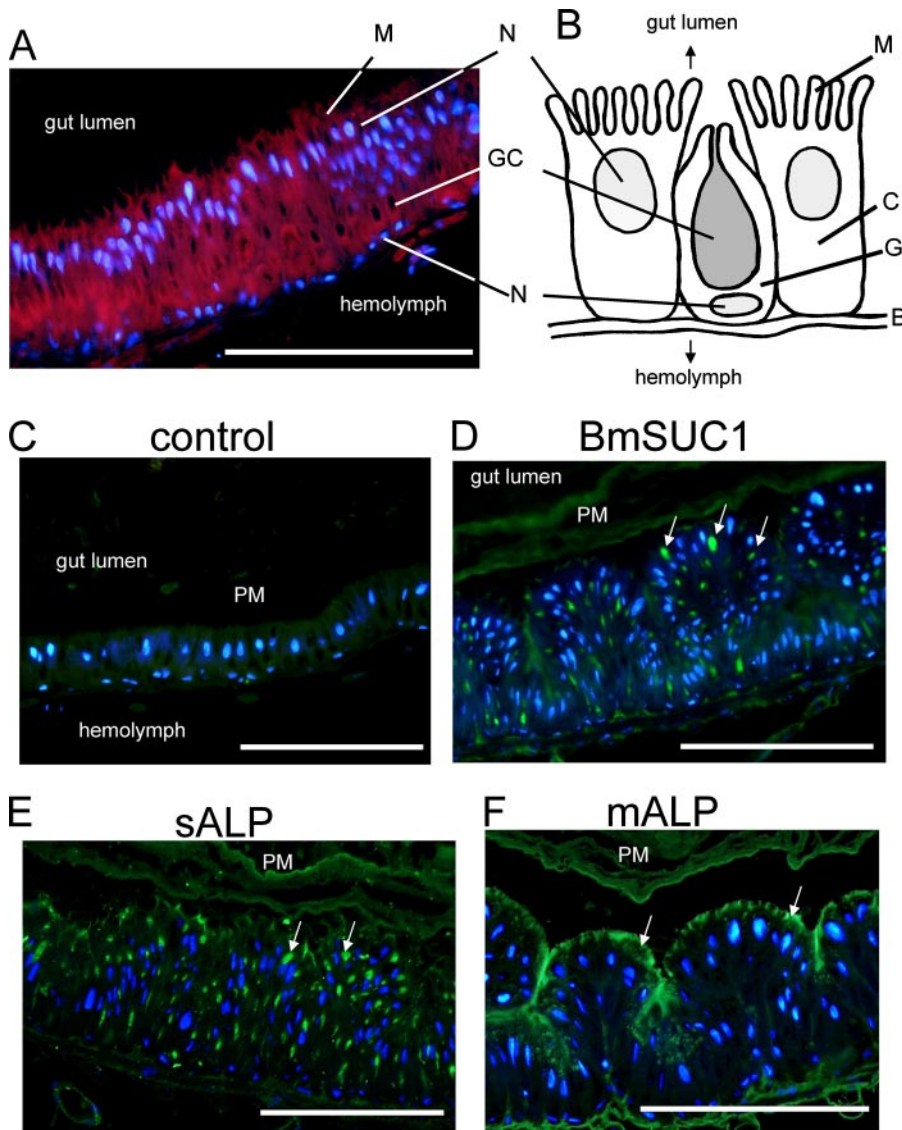 A
M
N
B
gut lumen
M
gut lumen
GC
C
G
B
N
hemolymph
hemolymph
C control
gut lumen
PM
hemolymph
D BmSUC1
gut lumen
PM
E sALP
PM
F mALP
PM